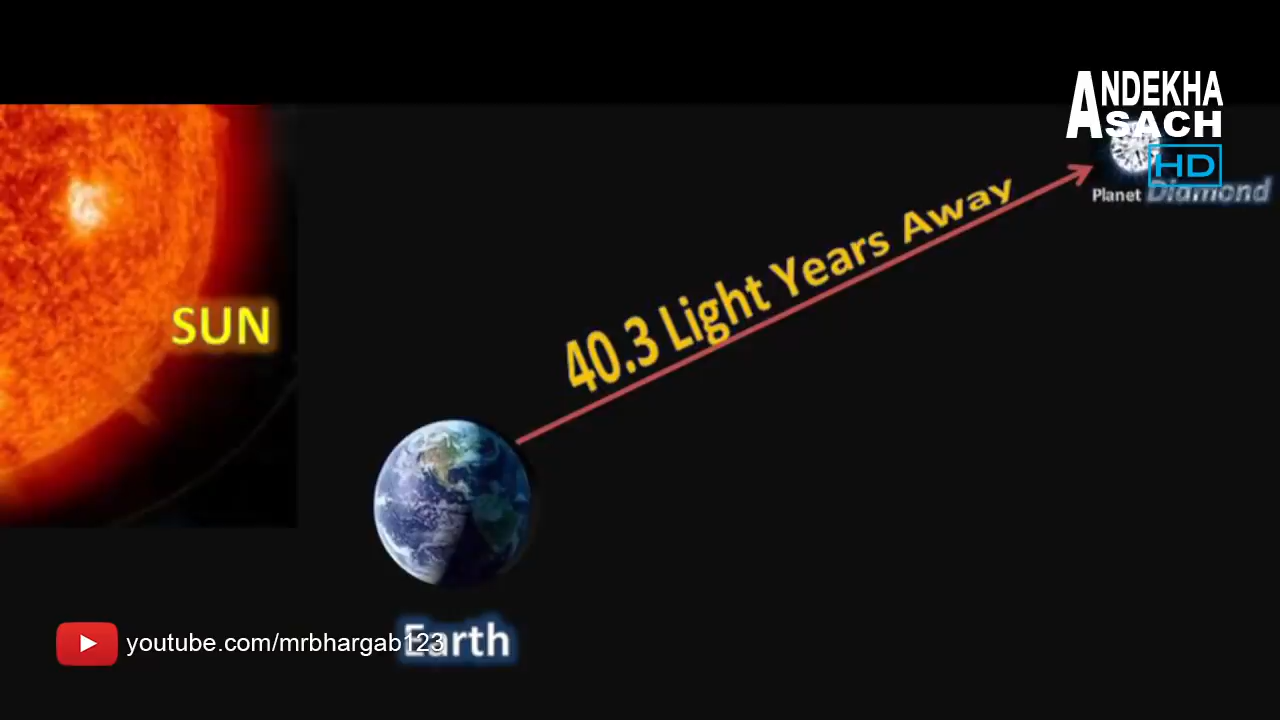 ANDEKHA
SACH
HD
Planet Diamond
40.3 Light Years Away
SUN
Earth
youtube.com/mrbhargab123